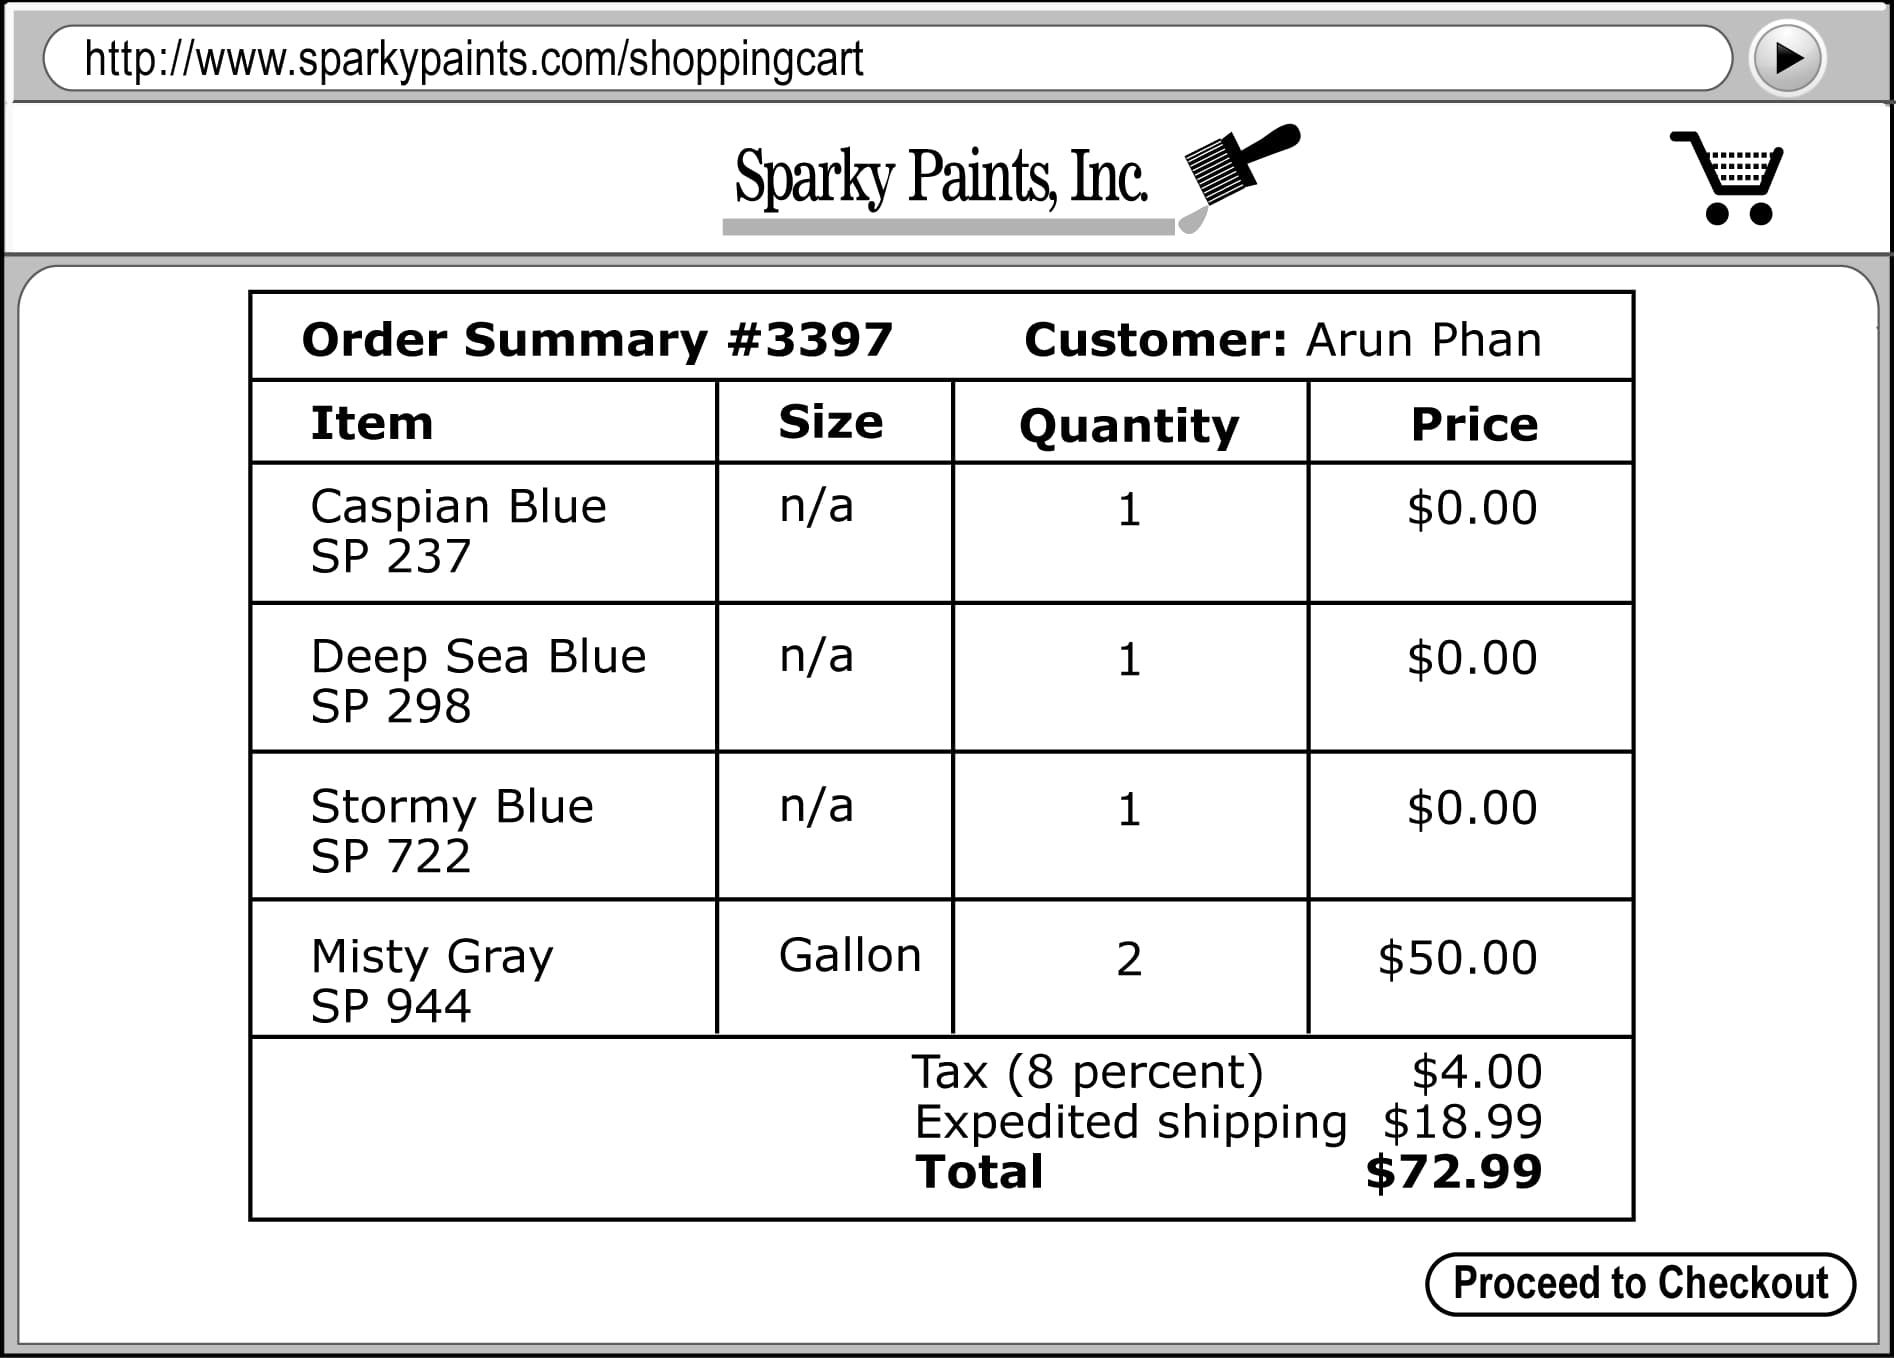 http://www.sparkypaints.com/shoppingcart
Sparky Paints, Inc.
Order Summary #3397 Customer: Arun Phan
Item Size Quantity Price
Caspian Blue n/a 1 $0.00
SP 237
Deep Sea Blue n/a 1 $0.00
SP 298
Stormy Blue n/a 1 $0.00
SP 722
Misty Gray Gallon 2 $50.00
SP 944
Tax (8 percent) $4.00
Expedited shipping $18.99
Total $72.99
Proceed to Checkout